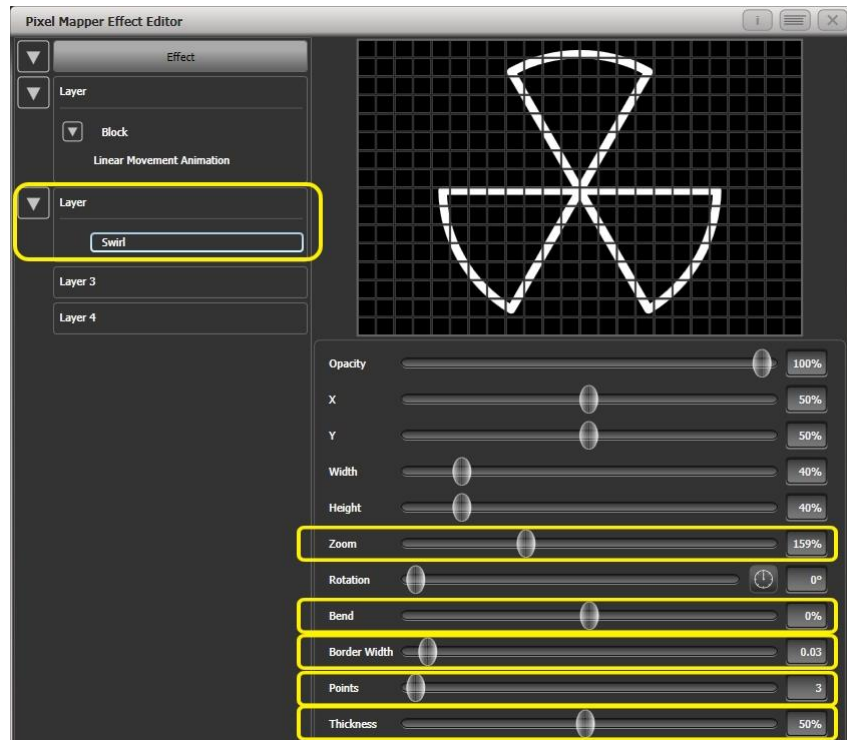 Pixel Mapper Effect Editor
i
Effect
Layer
Block
Linear Movement Animation
Layer
Swirl
Layer 3
Layer 4
Opacity 100%
X 50%
Y 50%
Width 40%
Height 40%
Zoom 159%
Rotation 0°
Bend 0%
Border Width 0.03
Points 3
Thickness 50%